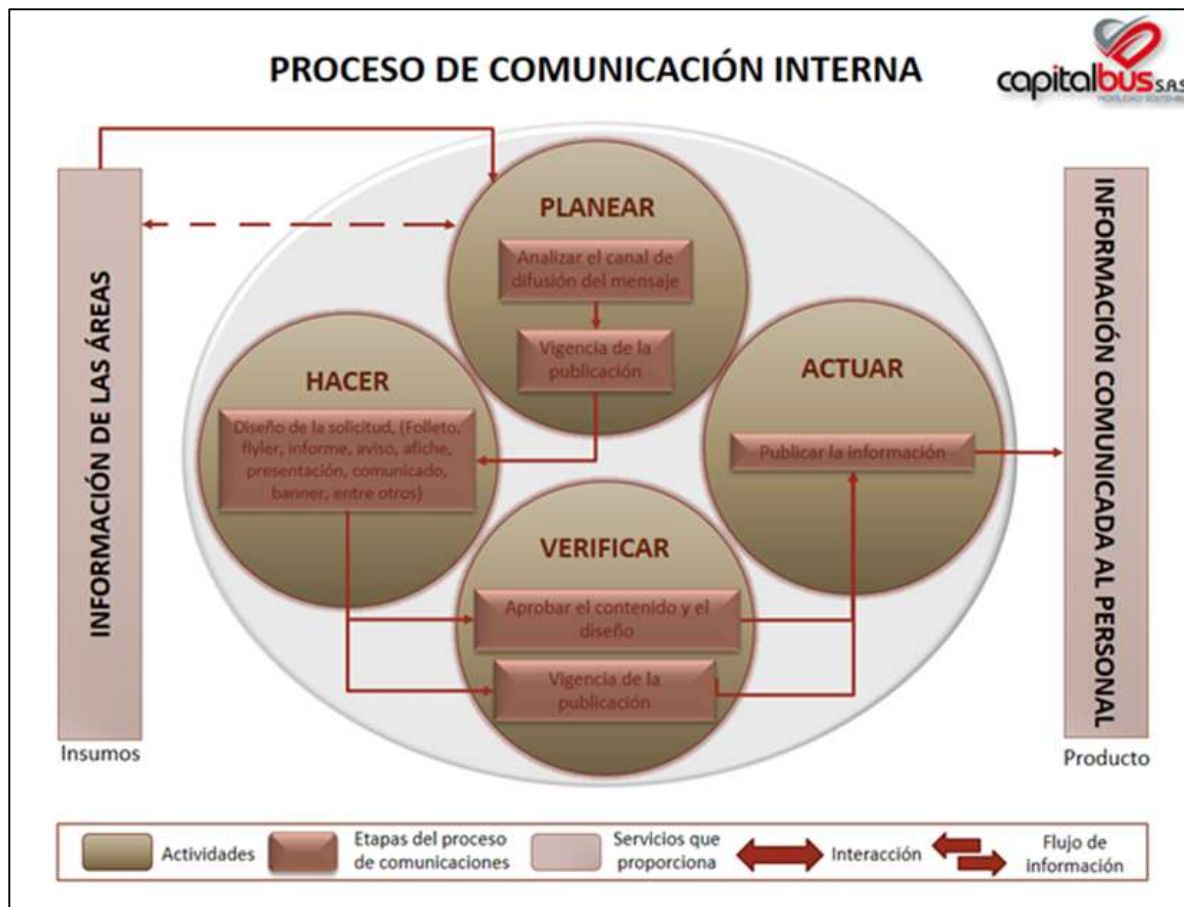 PROCESO DE COMUNICACIÓN INTERNA
capitalbus S.A.S
MOVILIDAD SOSTENIBLE
INFORMACIÓN DE LAS ÁREAS
Insumos
PLANEAR
Analizar el canal de
difusión del mensaje
Vigencia de la
publicación
HACER
Diseño de la solicitud, (Folleto,
flyler, informe, aviso, afiche,
presentación, comunicado,
banner, entre otros)
VERIFICAR
Aprobar el contenido y el
diseño
Vigencia de la
publicación
ACTUAR
Publicar la información
INFORMACIÓN COMUNICADA AL PERSONAL
Producto
Actividades
Etapas del proceso
de comunicaciones
Servicios que
proporciona
Interacción
Flujo de
información